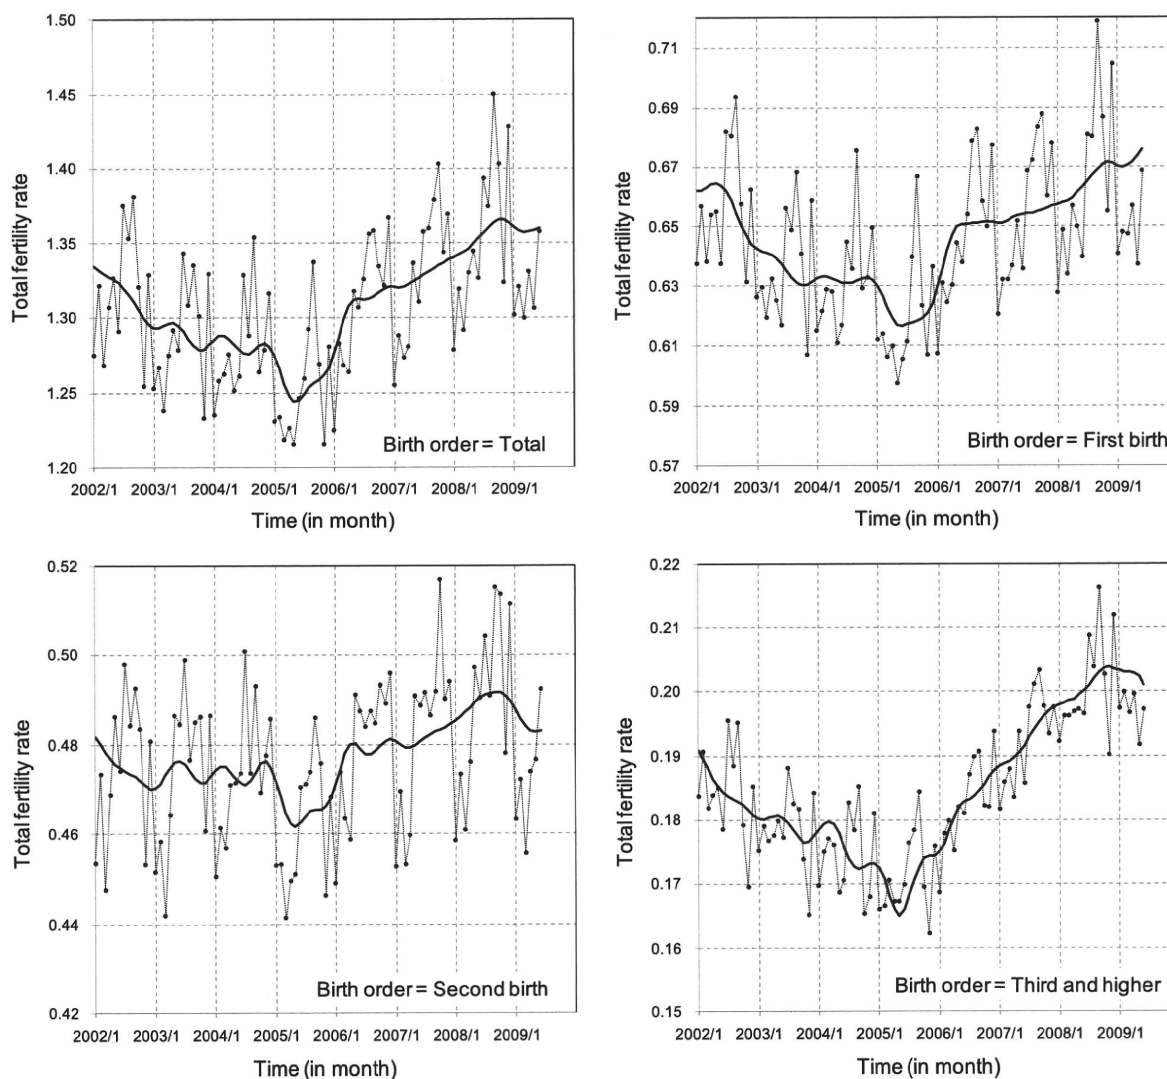 1.50
1.45
1.40
1.35
1.30
1.25
1.20
Total fertility rate
Birth order = Total
2002/1 2003/1 2004/1 2005/1 2006/1 2007/1 2008/1 2009/1
Time (in month)
0.71
0.69
0.67
0.65
0.63
0.61
0.59
0.57
Total fertility rate
Birth order = First birth
2002/1 2003/1 2004/1 2005/1 2006/1 2007/1 2008/1 2009/1
Time (in month)
0.52
0.50
0.48
0.46
0.44
0.42
Total fertility rate
Birth order = Second birth
2002/1 2003/1 2004/1 2005/1 2006/1 2007/1 2008/1 2009/1
Time (in month)
0.22
0.21
0.20
0.19
0.18
0.17
0.16
0.15
Total fertility rate
Birth order = Third and higher
2002/1 2003/1 2004/1 2005/1 2006/1 2007/1 2008/1 2009/1
Time (in month)